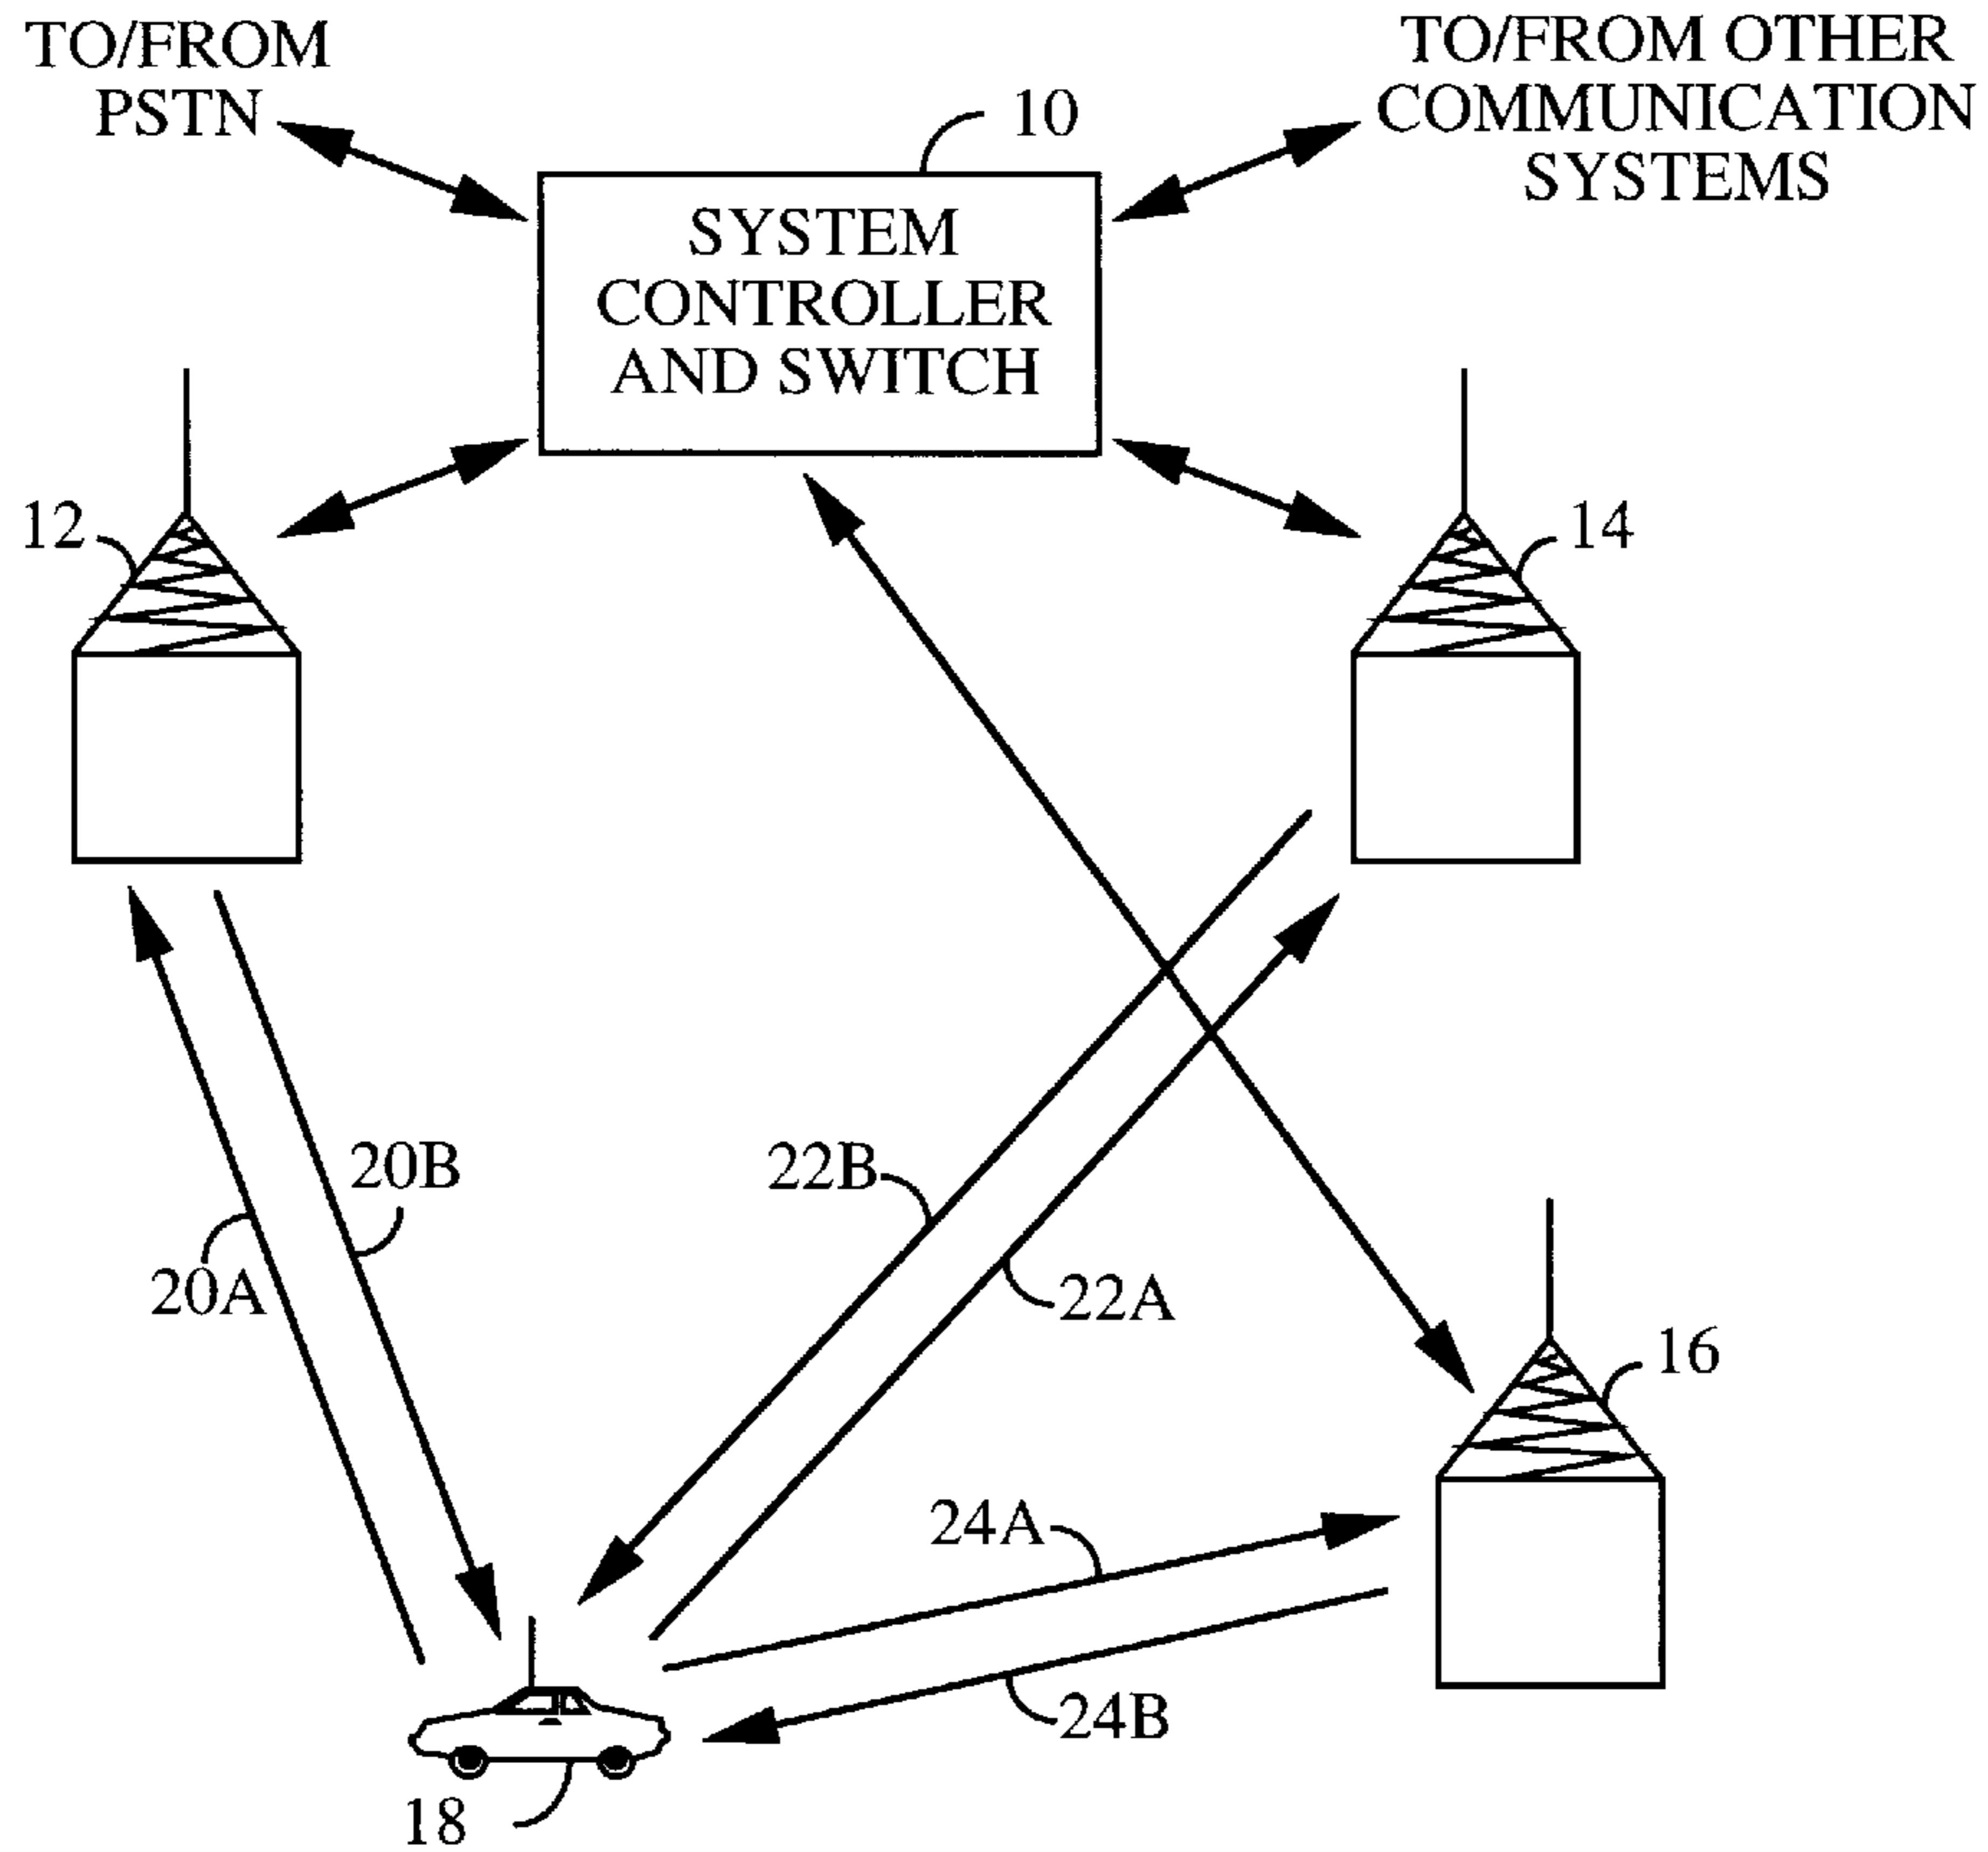 TO/FROM
PSTN
10
TO/FROM OTHER
COMMUNICATION
SYSTEMS
SYSTEM
CONTROLLER
AND SWITCH
12
14
20B
22B
20A
22A
16
24A
24B
18